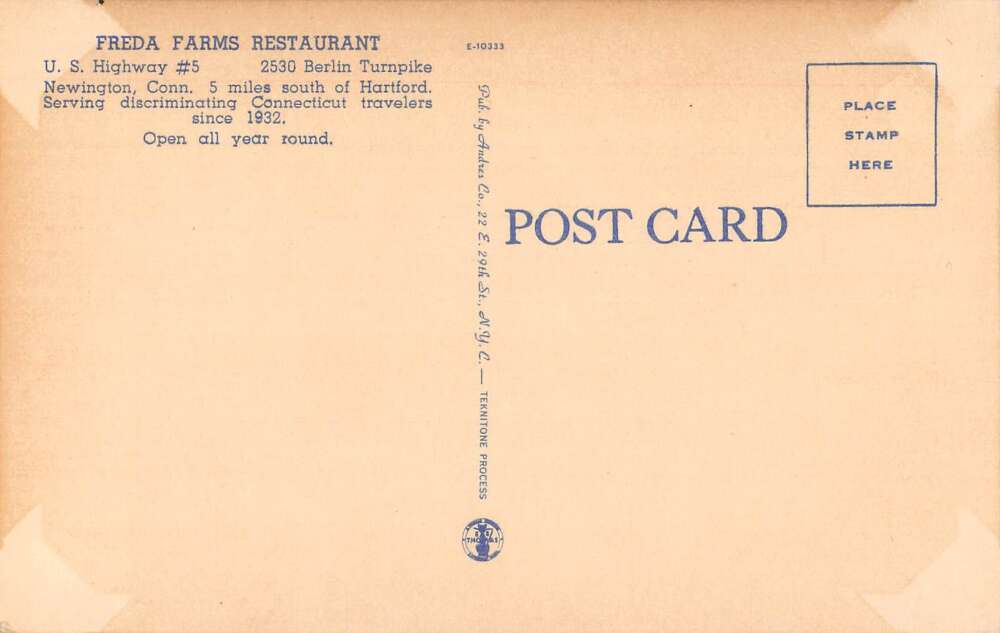 FREDA FARMS RESTAURANT
U. S. Highway #5 2530 Berlin Turnpike
Newington, Conn. 5 miles south of Hartford.
Serving discriminating Connecticut travelers
since 1932.
Open all year round.
E-10333
Pub. by Andres Co., 22 E. 29th St., N.Y.C. — TEKNITONE PROCESS
THOMAS
POST CARD
PLACE
STAMP
HERE